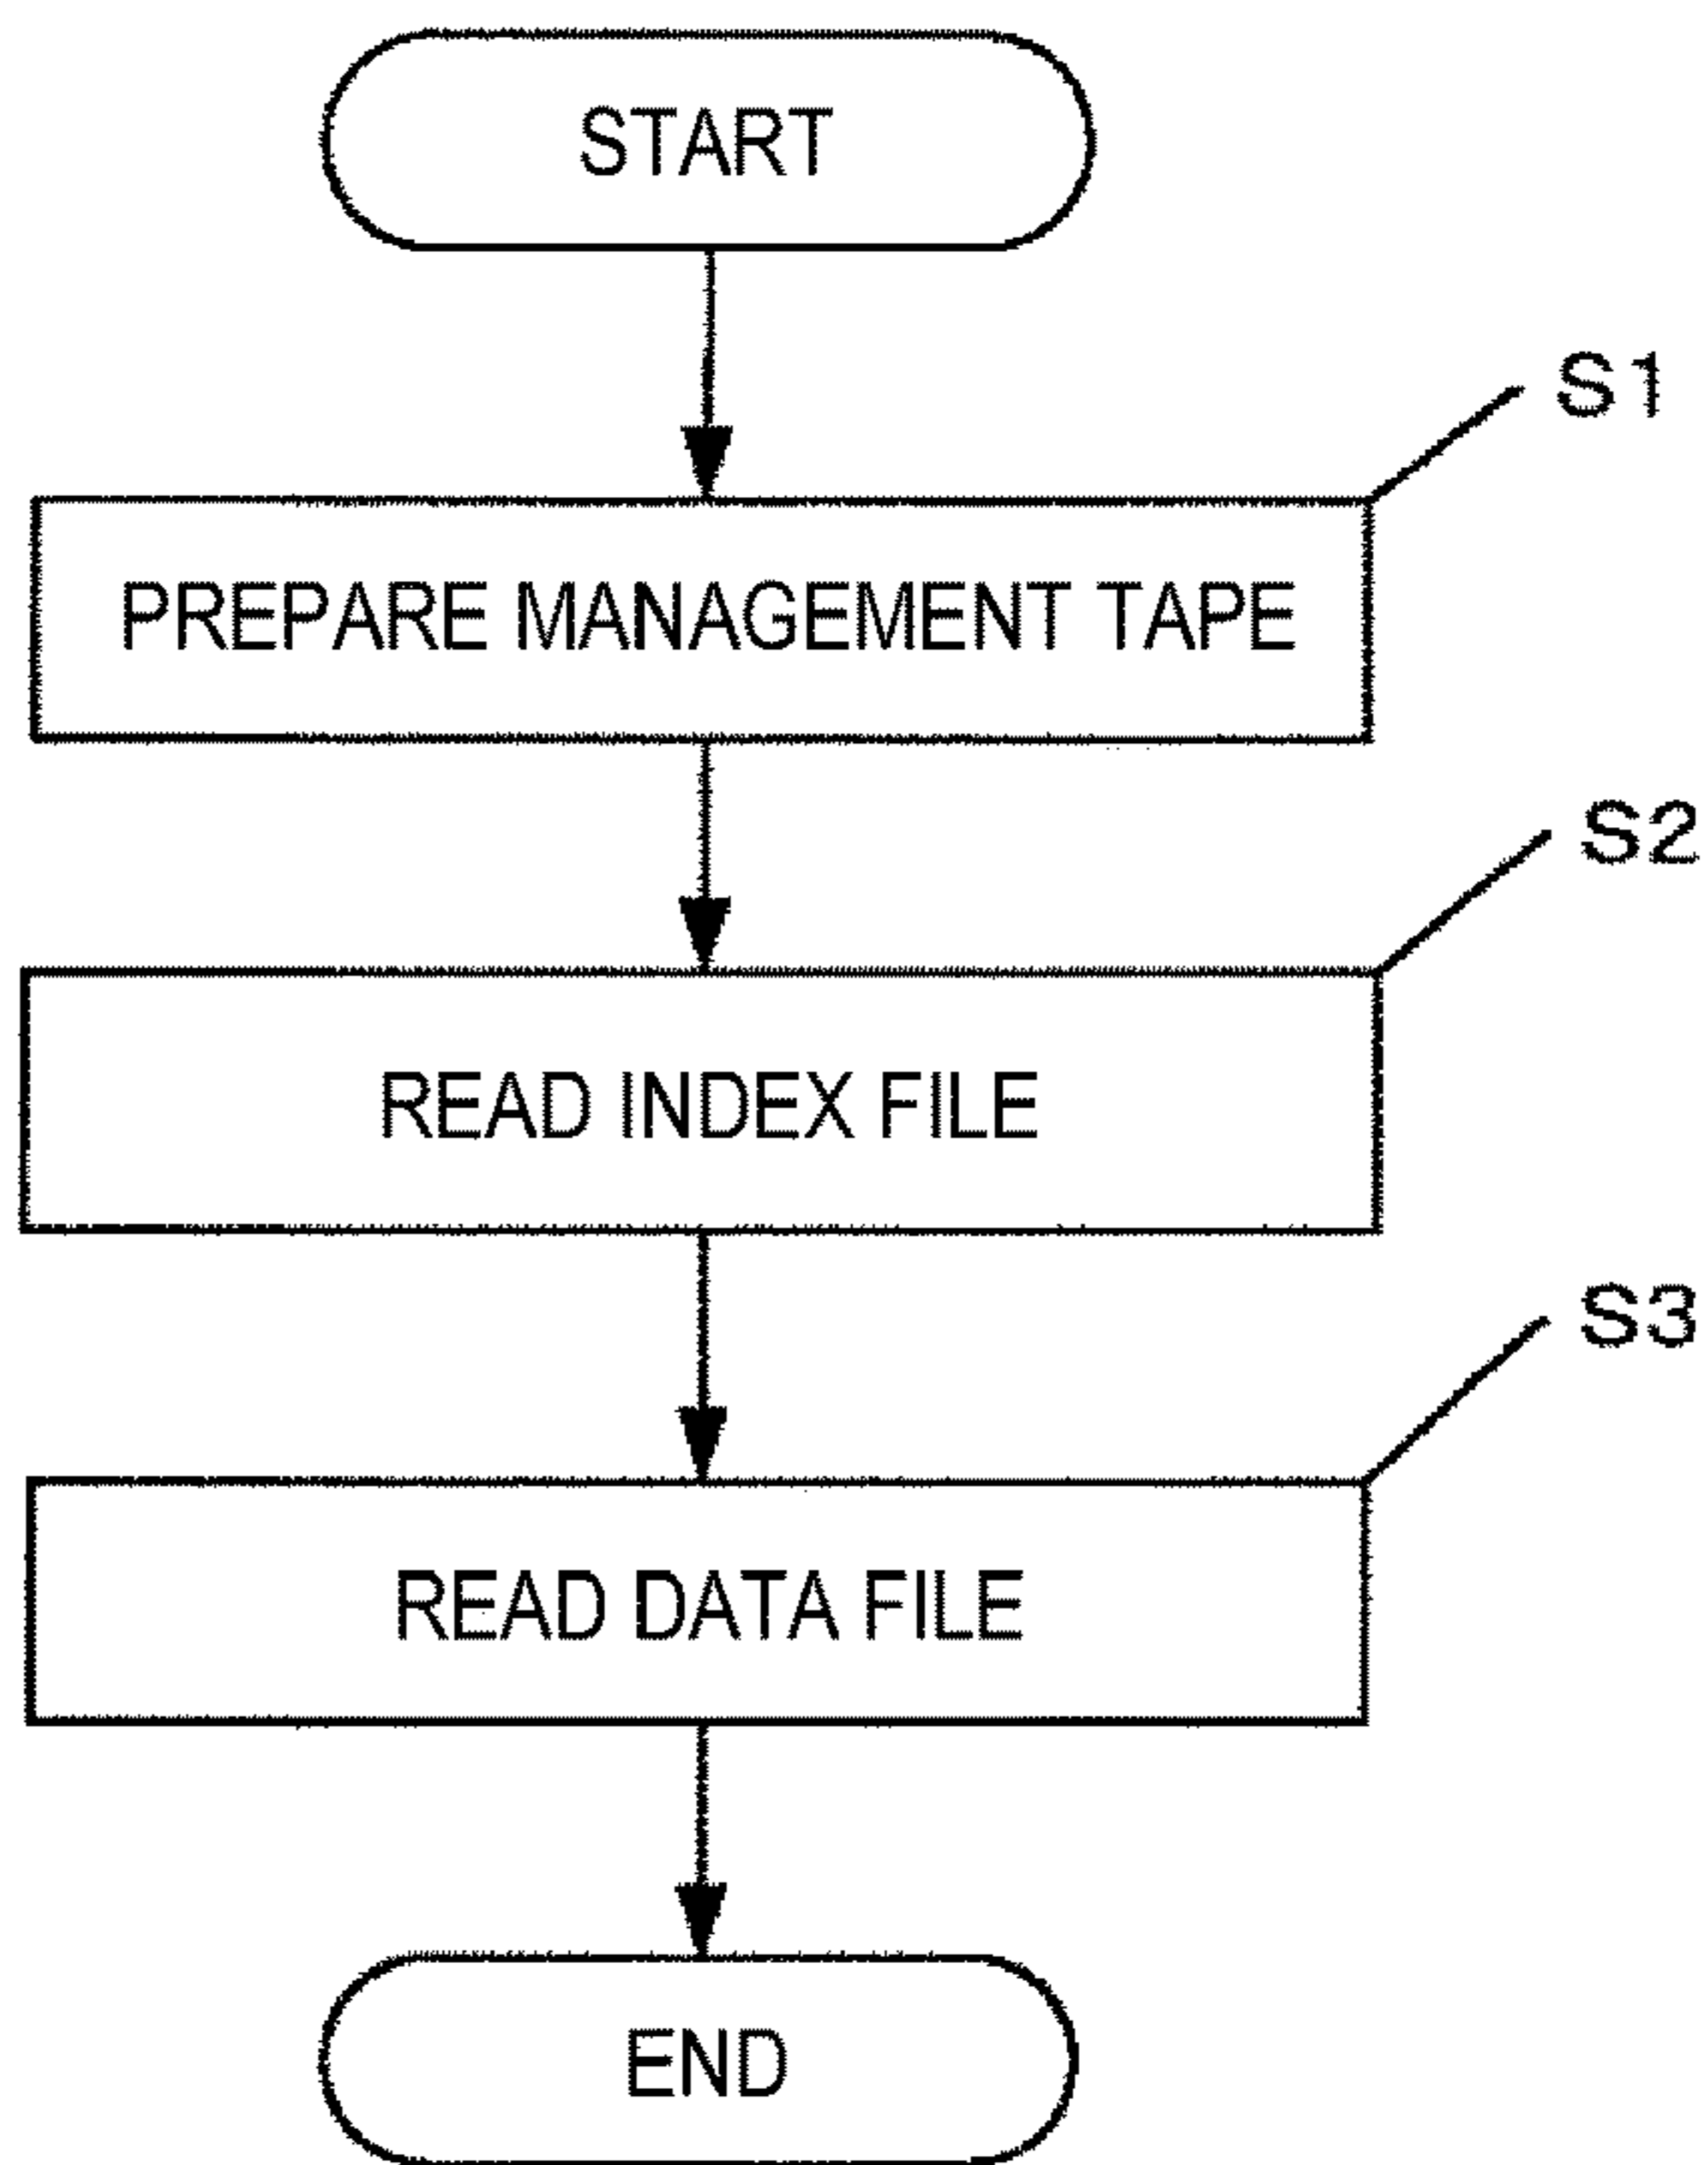 START
S1
PREPARE MANAGEMENT TAPE
S2
READ INDEX FILE
S3
READ DATA FILE
END